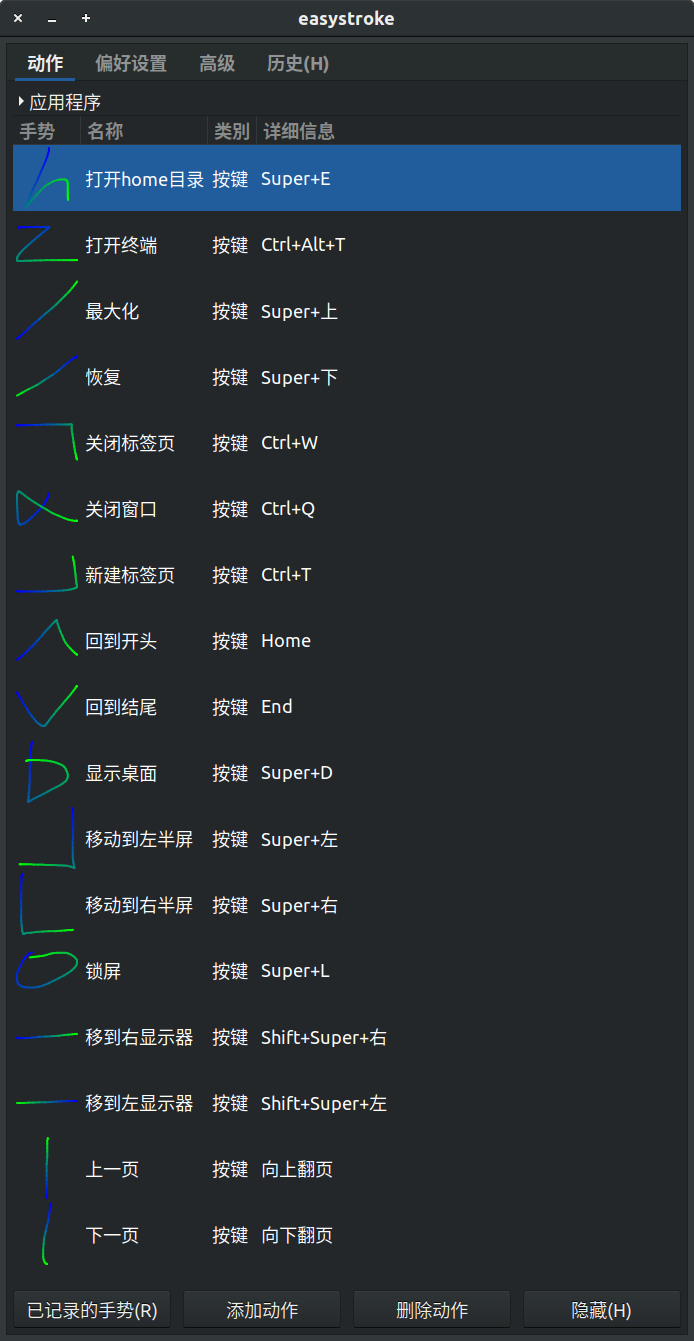 easystroke
动作 偏好设置 高级 历史(H)
应用程序
手势 名称 类别 详细信息
打开home目录 按键 Super+E
打开终端 按键 Ctrl+Alt+T
最大化 按键 Super+上
恢复 按键 Super+下
关闭标签页 按键 Ctrl+W
关闭窗口 按键 Ctrl+Q
新建标签页 按键 Ctrl+T
回到开头 按键 Home
回到结尾 按键 End
显示桌面 按键 Super+D
移动到左半屏 按键 Super+左
移动到右半屏 按键 Super+右
锁屏 按键 Super+L
移到右显示器 按键 Shift+Super+右
移到左显示器 按键 Shift+Super+左
上一页 按键 向上翻页
下一页 按键 向下翻页
已记录的手势(R) 添加动作 删除动作 隐藏(H)